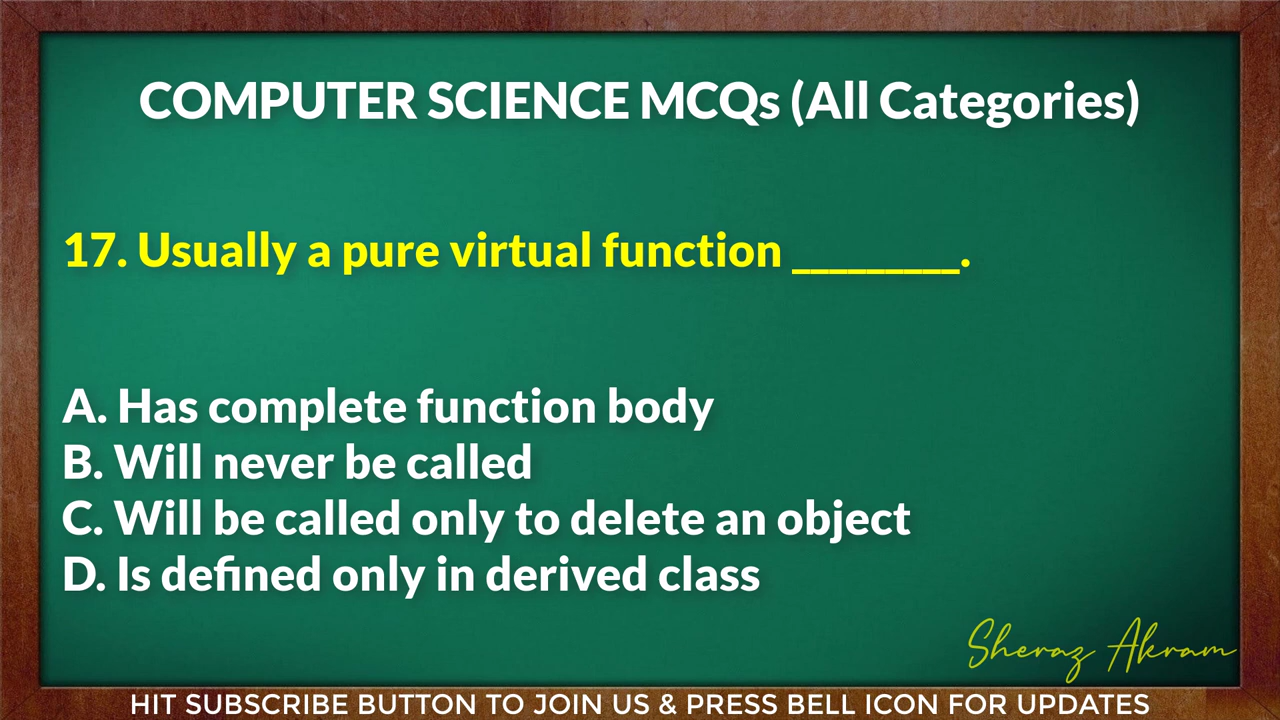 COMPUTER SCIENCE MCQs (All Categories)
17. Usually a pure virtual function _________.
A. Has complete function body
B. Will never be called
C. Will be called only to delete an object
D. Is defined only in derived class
Sheraz Akram
HIT SUBSCRIBE BUTTON TO JOIN US & PRESS BELL ICON FOR UPDATES